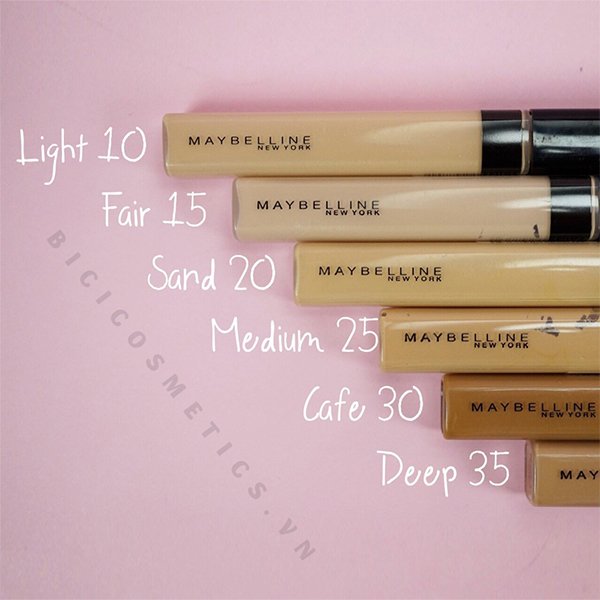 Light 10
MAYBELLINE
NEW YORK
Fair 15
MAYBELLINE
NEW YORK
Sand 20
MAYBELLINE
NEW YORK
Medium 25
MAYBELLINE
NEW YORK
Cafe 30
MAYBELLINE
NEW YORK
Deep 35
MAY
BICICOSMETICS.VN